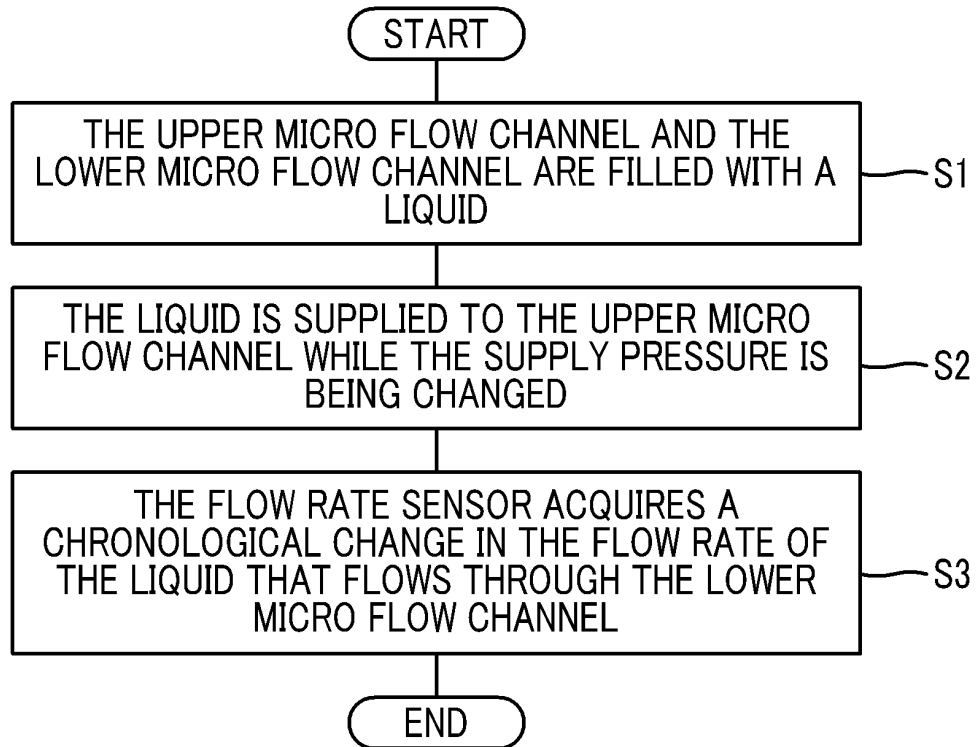 START
THE UPPER MICRO FLOW CHANNEL AND THE
LOWER MICRO FLOW CHANNEL ARE FILLED WITH A
LIQUID
S1
THE LIQUID IS SUPPLIED TO THE UPPER MICRO
FLOW CHANNEL WHILE THE SUPPLY PRESSURE IS
BEING CHANGED
S2
THE FLOW RATE SENSOR ACQUIRES A
CHRONOLOGICAL CHANGE IN THE FLOW RATE OF
THE LIQUID THAT FLOWS THROUGH THE LOWER
MICRO FLOW CHANNEL
S3
END